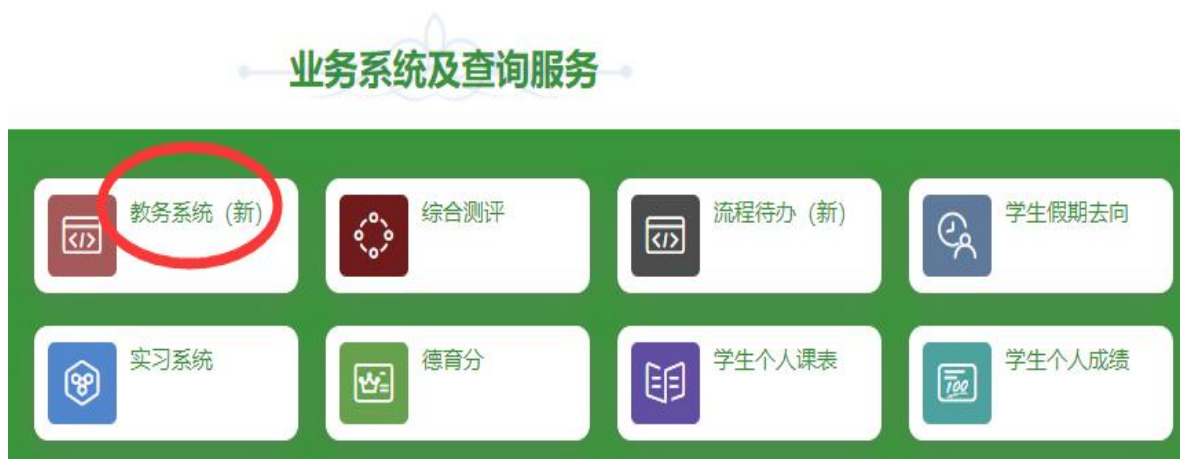 业务系统及查询服务
教务系统（新）
综合测评
流程待办（新）
学生假期去向
实习系统
德育分
学生个人课表
学生个人成绩
100